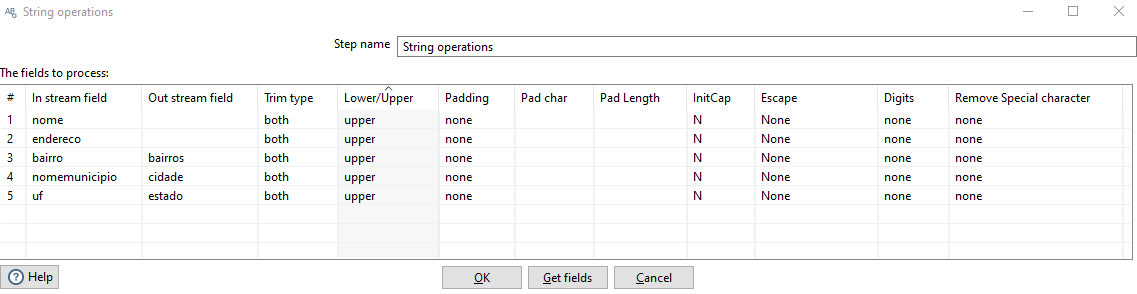 String operations
Step name String operations
The fields to process:
# In stream field Out stream field Trim type Lower/Upper Padding Pad char Pad Length InitCap Escape Digits Remove Special character
1 nome both upper none N None none none
2 endereco both upper none N None none none
3 bairro bairros both upper none N None none none
4 nomemunicipio cidade both upper none N None none none
5 uf estado both upper none N None none none
Help OK Get fields Cancel